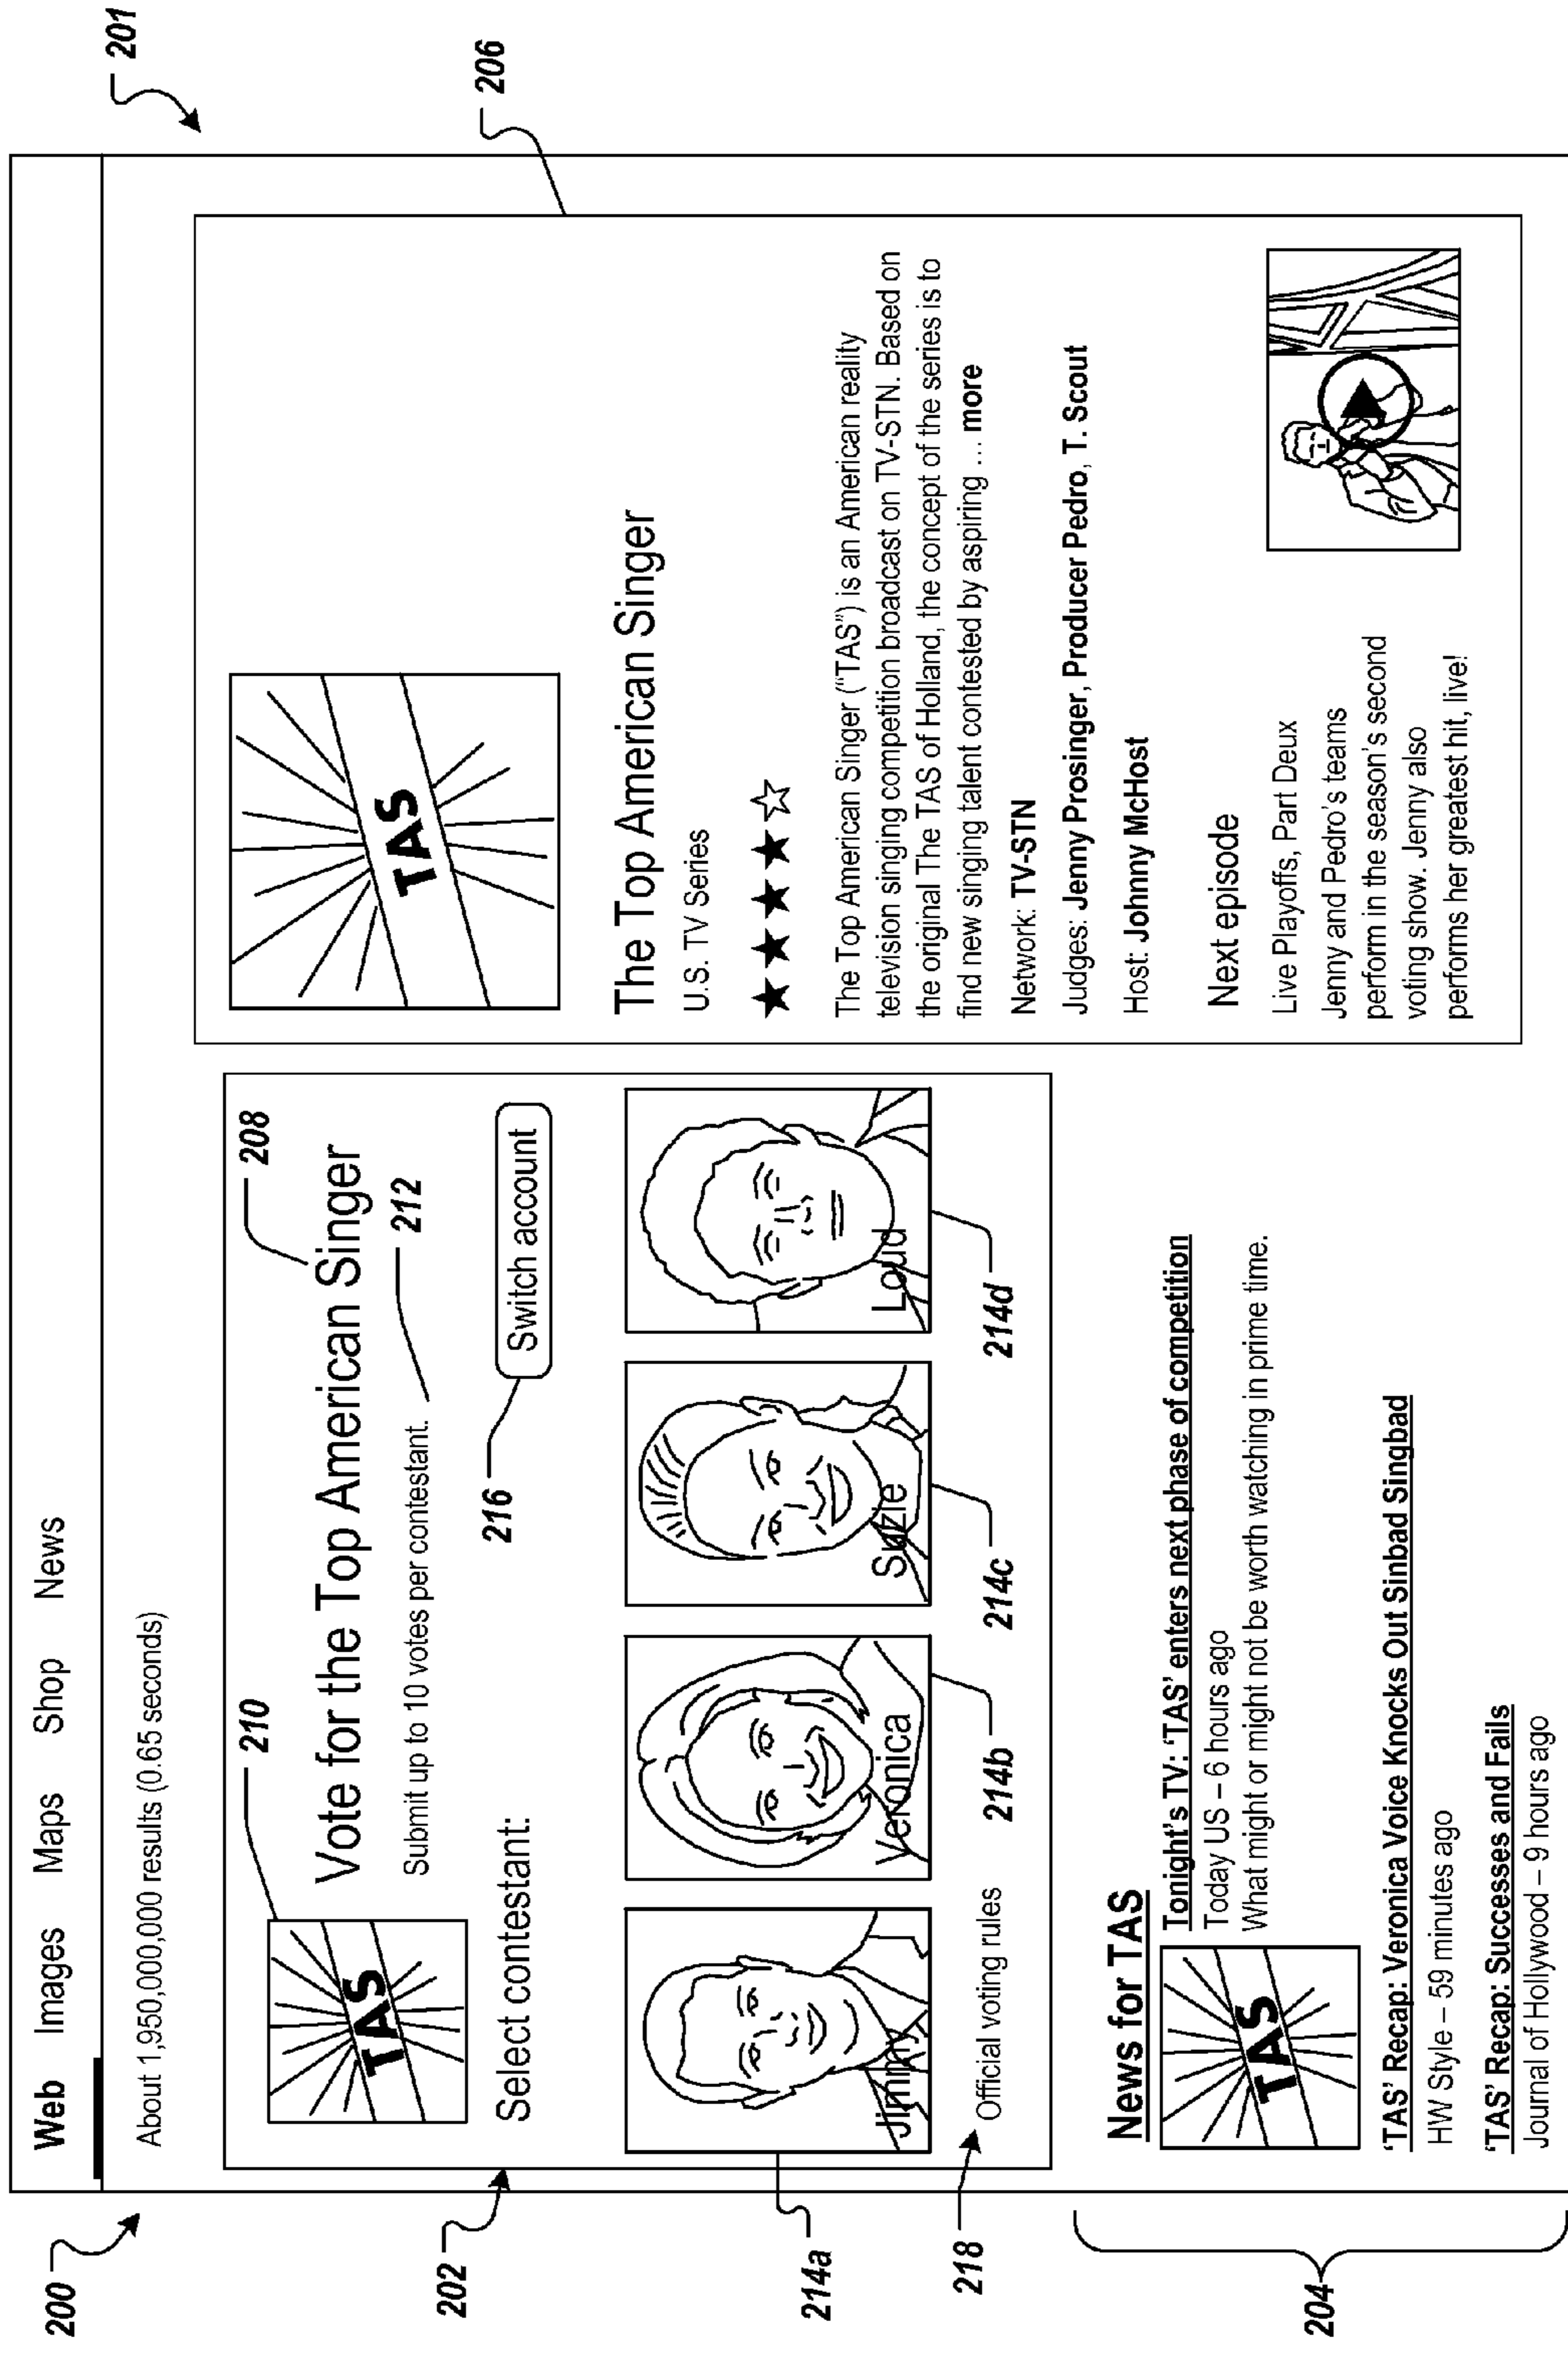 200
201
Web Images Maps Shop News
About 1,950,000,000 results (0.65 seconds)
202
210
208
TAS
Vote for the Top American Singer
Submit up to 10 votes per contestant.
212
Select contestant:
216
Switch account
Jimmy
Veronica
Suzie
Loud
214a
214b
214c
214d
218
Official voting rules
204
News for TAS
TAS
Tonight's TV: 'TAS' enters next phase of competition
Today US – 6 hours ago
What might or might not be worth watching in prime time.
'TAS' Recap: Veronica Voice Knocks Out Sinbad Singbad
HW Style – 59 minutes ago
'TAS' Recap: Successes and Fails
Journal of Hollywood – 9 hours ago
206
TAS
The Top American Singer
U.S. TV Series
The Top American Singer (“TAS”) is an American reality
television singing competition broadcast on TV-STN. Based on
the original The TAS of Holland, the concept of the series is to
find new singing talent contested by aspiring ... more
Network: TV-STN
Judges: Jenny Prosinger, Producer Pedro, T. Scout
Host: Johnny McHost
Next episode
Live Playoffs, Part Deux
Jenny and Pedro's teams
perform in the season's second
voting show. Jenny also
performs her greatest hit, live!